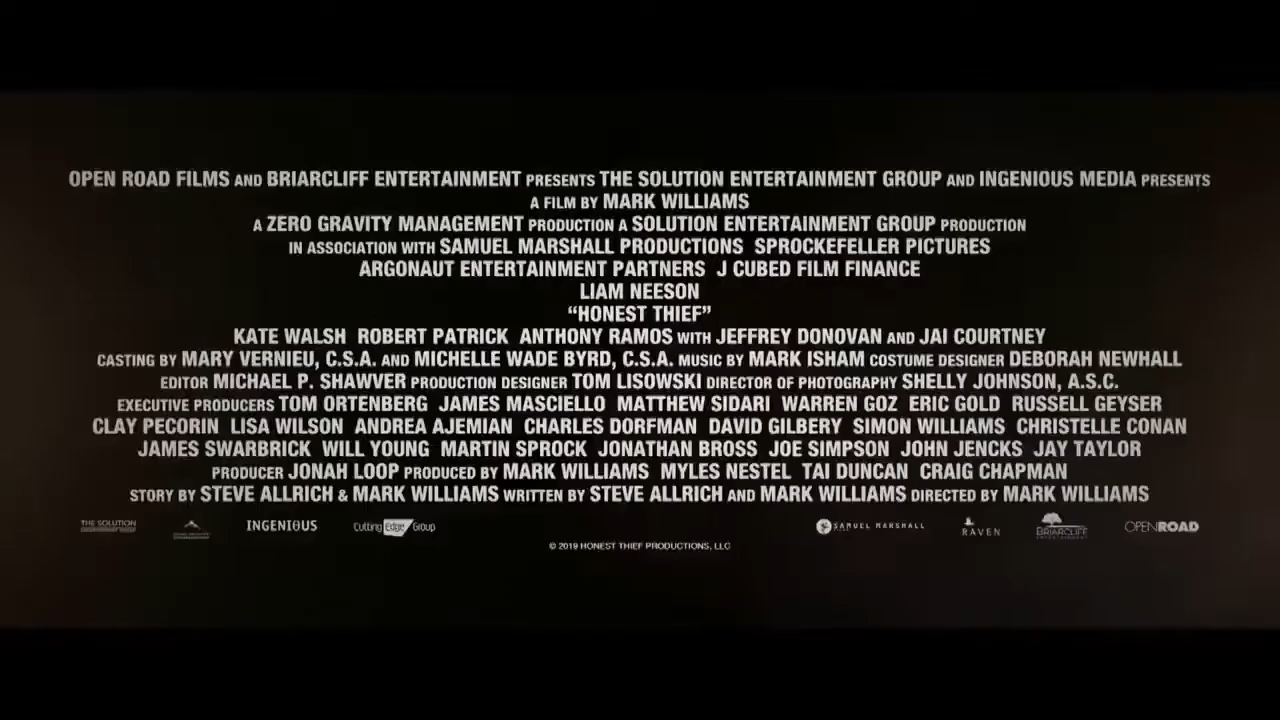 OPEN ROAD FILMS AND BRIARCLIFF ENTERTAINMENT PRESENTS THE SOLUTION ENTERTAINMENT GROUP AND INGENIOUS MEDIA PRESENTS
A FILM BY MARK WILLIAMS
A ZERO GRAVITY MANAGEMENT PRODUCTION A SOLUTION ENTERTAINMENT GROUP PRODUCTION
IN ASSOCIATION WITH SAMUEL MARSHALL PRODUCTIONS SPROCKEFELLER PICTURES
ARGONAUT ENTERTAINMENT PARTNERS J CUBED FILM FINANCE
LIAM NEESON
“HONEST THIEF”
KATE WALSH ROBERT PATRICK ANTHONY RAMOS WITH JEFFREY DONOVAN AND JAI COURTNEY
CASTING BY MARY VERNIEU, C.S.A. AND MICHELLE WADE BYRD, C.S.A. MUSIC BY MARK ISHAM COSTUME DESIGNER DEBORAH NEWHALL
EDITOR MICHAEL P. SHAWVER PRODUCTION DESIGNER TOM LISOWSKI DIRECTOR OF PHOTOGRAPHY SHELLY JOHNSON, A.S.C.
EXECUTIVE PRODUCERS TOM ORTENBERG JAMES MASCIELLO MATTHEW SIDARI WARREN GOZ ERIC GOLD RUSSELL GEYSER
CLAY PECORIN LISA WILSON ANDREA AJEMIAN CHARLES DORFMAN DAVID GILBERY SIMON WILLIAMS CHRISTELLE CONAN
JAMES SWARBRICK WILL YOUNG MARTIN SPROCK JONATHAN BROSS JOE SIMPSON JOHN JENCKS JAY TAYLOR
PRODUCER JONAH LOOP PRODUCED BY MARK WILLIAMS MYLES NESTEL TAI DUNCAN CRAIG CHAPMAN
STORY BY STEVE ALLRICH & MARK WILLIAMS WRITTEN BY STEVE ALLRICH AND MARK WILLIAMS DIRECTED BY MARK WILLIAMS
THE SOLUTION INGENIOUS Cutting Edge Group SAMUEL MARSHALL RAVEN BRIARCLIFF ENTERTAINMENT OPEN ROAD
© 2019 HONEST THIEF PRODUCTIONS, LLC